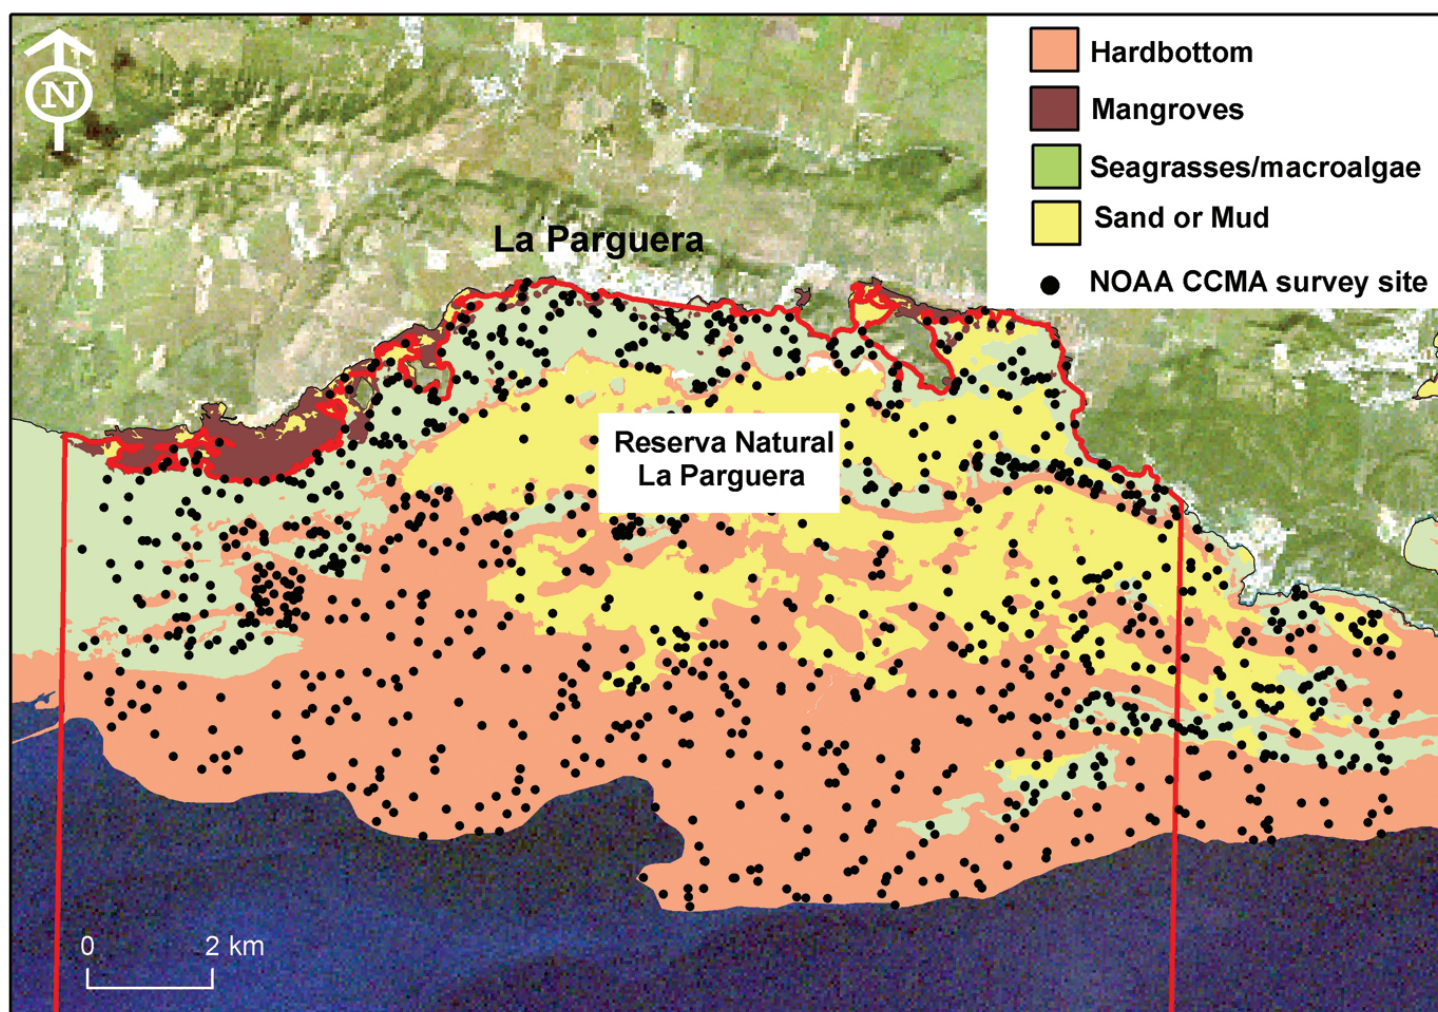 N
Hardbottom
Mangroves
Seagrasses/macroalgae
Sand or Mud
NOAA CCMA survey site
La Parguera
Reserva Natural
La Parguera
0 2 km